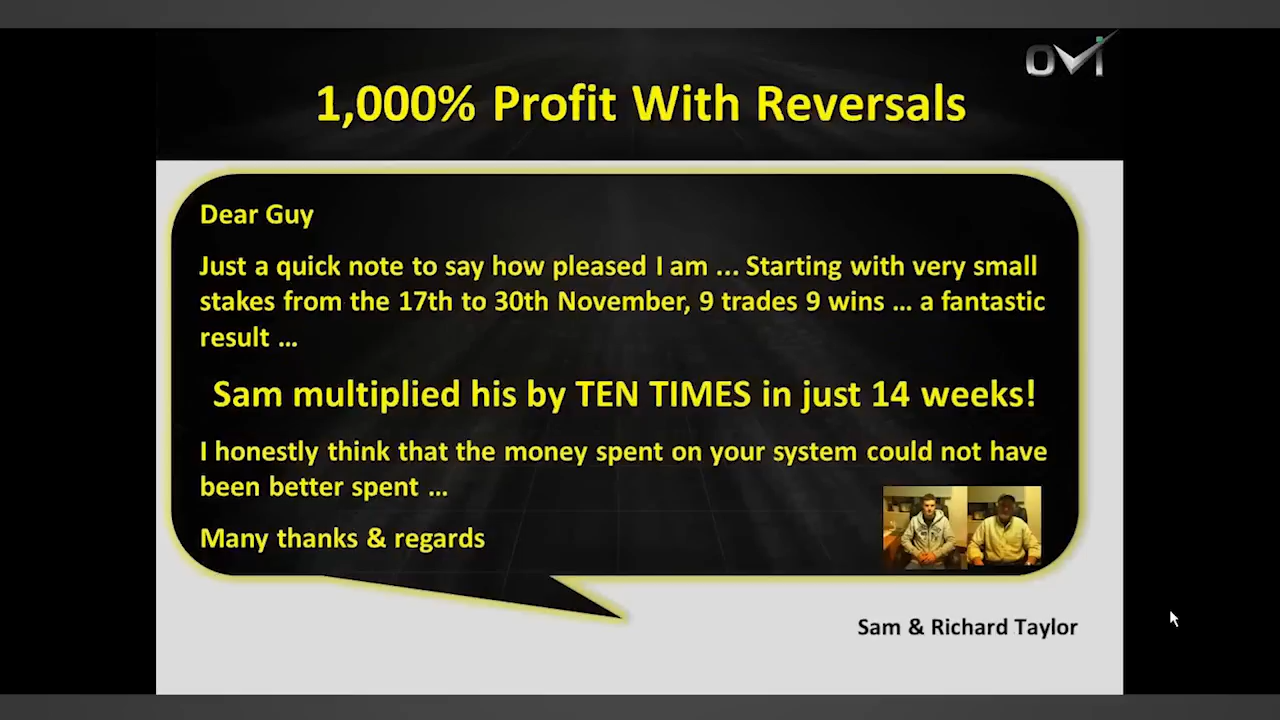 OVI
1,000% Profit With Reversals
Dear Guy
Just a quick note to say how pleased I am ... Starting with very small
stakes from the 17th to 30th November, 9 trades 9 wins ... a fantastic
result ...
Sam multiplied his by TEN TIMES in just 14 weeks!
I honestly think that the money spent on your system could not have
been better spent ...
Many thanks & regards
Sam & Richard Taylor